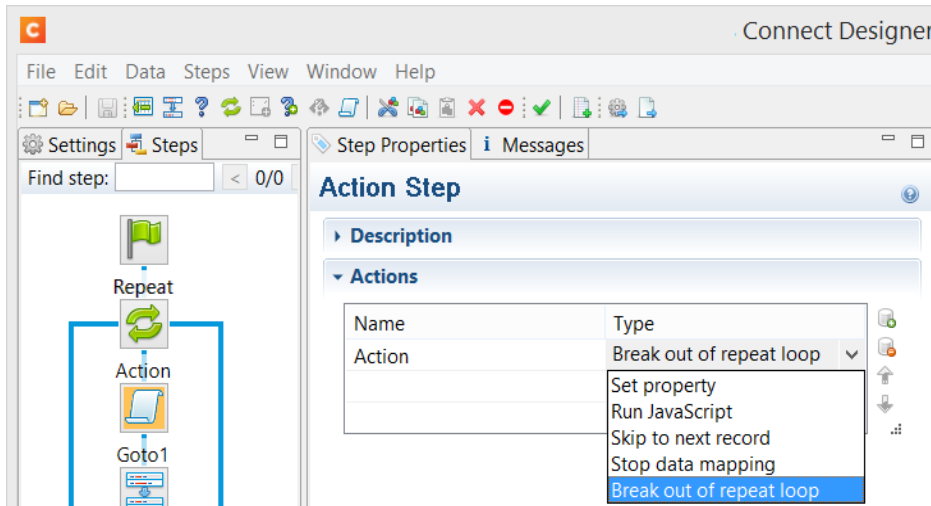 C
Connect Designer
File Edit Data Steps View Window Help
Settings Steps
Step Properties i Messages
Find step: < 0/0
Action Step
Description
Actions
Repeat
Name Type
Action Break out of repeat loop
Action
Set property
Run JavaScript
Skip to next record
Goto1
Stop data mapping
Break out of repeat loop